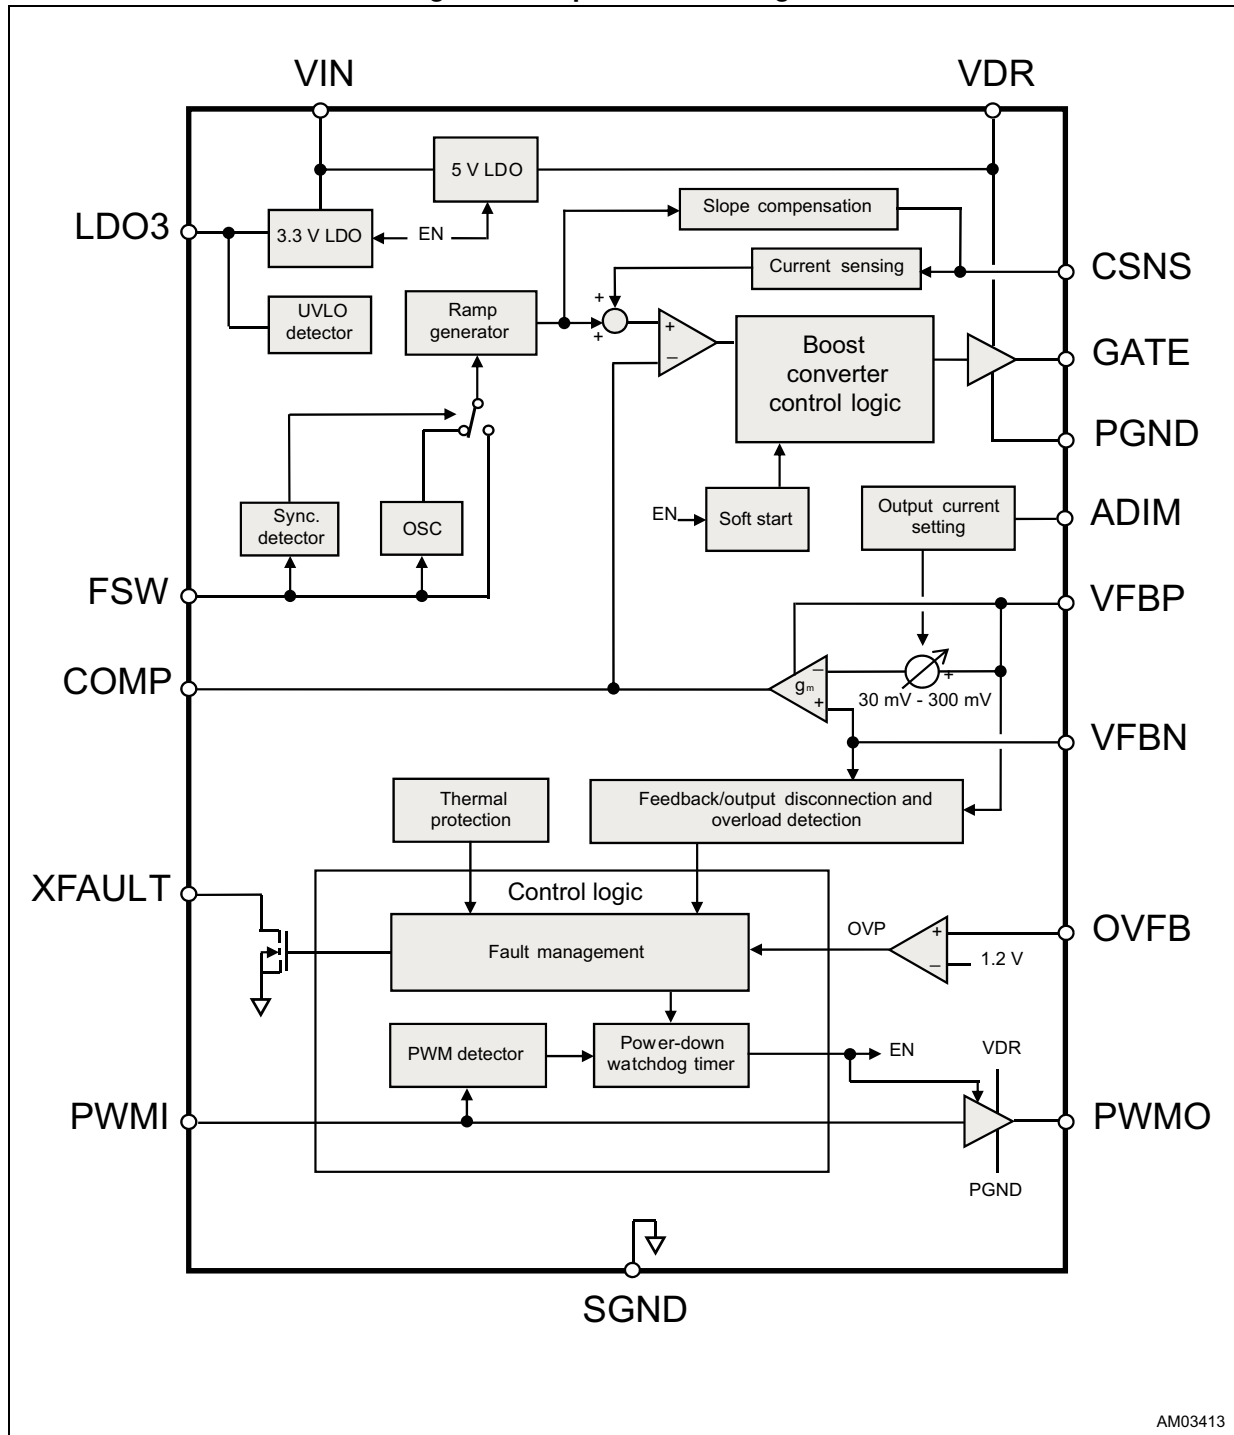 VIN
VDR
5 V LDO
Slope compensation
LDO3
3.3 V LDO
EN
Current sensing
CSNS
UVLO
detector
Ramp
generator
+
+
+
–
Boost
converter
control logic
GATE
PGND
Sync.
detector
OSC
EN
Soft start
Output current
setting
ADIM
FSW
VFBP
COMP
gm
–
+
+
30 mV - 300 mV
VFBN
Thermal
protection
Feedback/output disconnection and
overload detection
XFAULT
Control logic
Fault management
OVP
+
–
1.2 V
OVFB
PWM detector
Power-down
watchdog timer
EN
VDR
PWMI
PWMO
PGND
SGND
AM03413